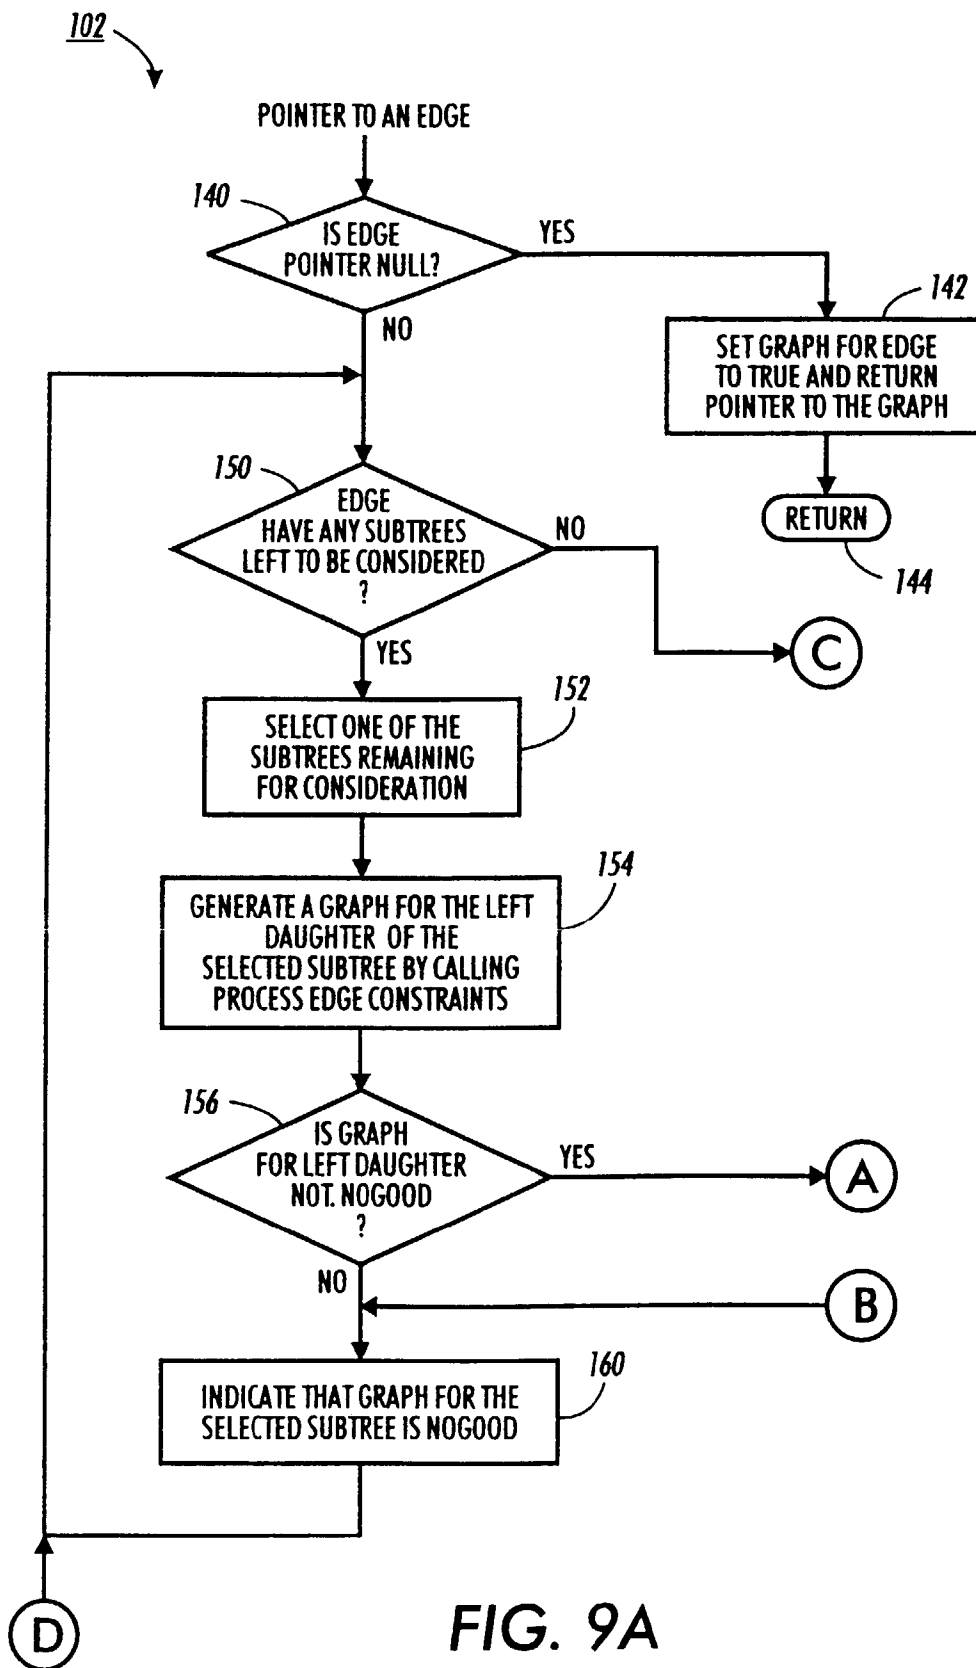 102
POINTER TO AN EDGE
140
IS EDGE
POINTER NULL?
YES
NO
142
SET GRAPH FOR EDGE
TO TRUE AND RETURN
POINTER TO THE GRAPH
RETURN
144
150
EDGE
HAVE ANY SUBTREES
LEFT TO BE CONSIDERED
?
NO
C
YES
152
SELECT ONE OF THE
SUBTREES REMAINING
FOR CONSIDERATION
154
GENERATE A GRAPH FOR THE LEFT
DAUGHTER OF THE
SELECTED SUBTREE BY CALLING
PROCESS EDGE CONSTRAINTS
156
IS GRAPH
FOR LEFT DAUGHTER
NOT. NOGOOD
?
YES
A
NO
B
160
INDICATE THAT GRAPH FOR THE
SELECTED SUBTREE IS NOGOOD
D
FIG. 9A